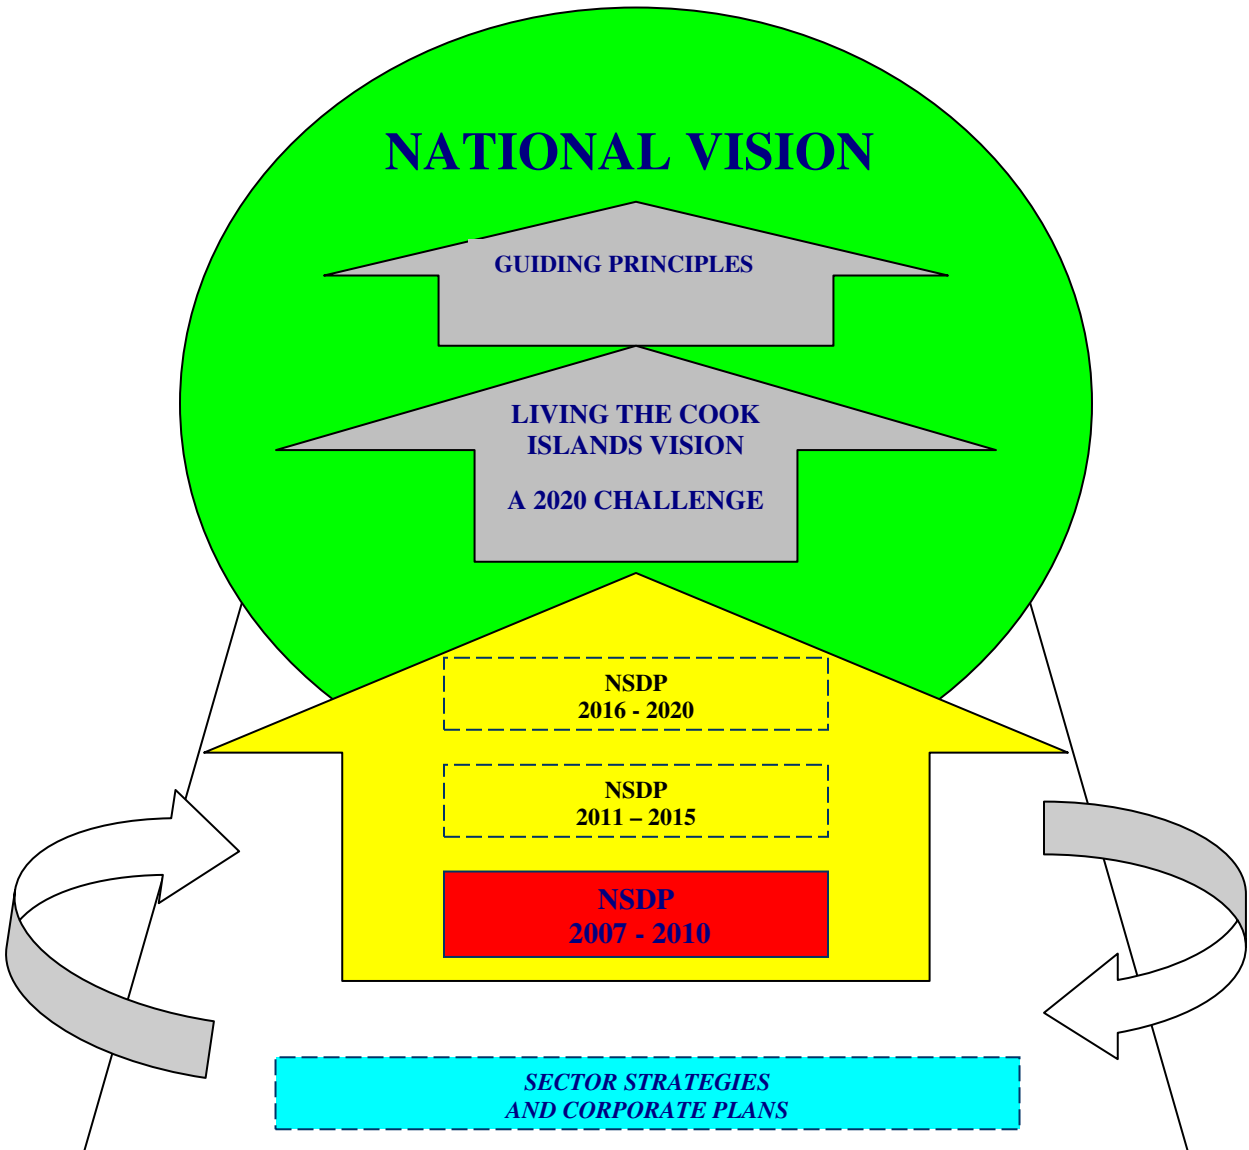 NATIONAL VISION
GUIDING PRINCIPLES
LIVING THE COOK
ISLANDS VISION
A 2020 CHALLENGE
NSDP
2016 - 2020
NSDP
2011 – 2015
NSDP
2007 - 2010
SECTOR STRATEGIES
AND CORPORATE PLANS